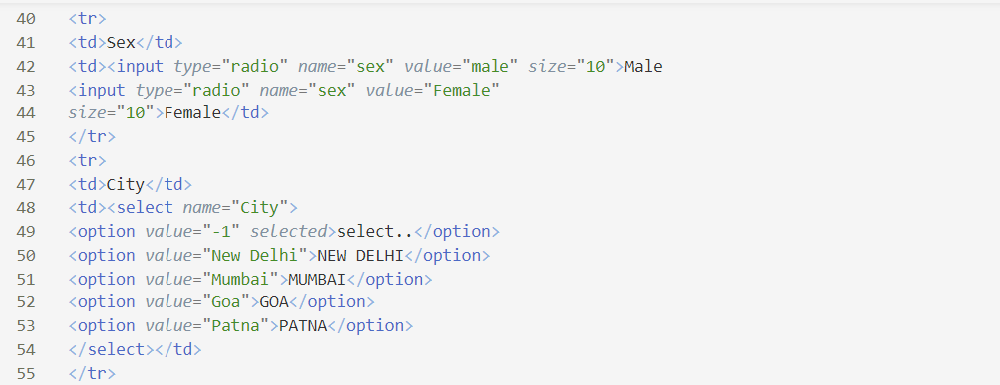 40 <tr>
41 <td>Sex</td>
42 <td><input type="radio" name="sex" value="male" size="10">Male
43 <input type="radio" name="sex" value="Female"
44 size="10">Female</td>
45 </tr>
46 <tr>
47 <td>City</td>
48 <td><select name="City">
49 <option value="-1" selected>select..</option>
50 <option value="New Delhi">NEW DELHI</option>
51 <option value="Mumbai">MUMBAI</option>
52 <option value="Goa">GOA</option>
53 <option value="Patna">PATNA</option>
54 </select></td>
55 </tr>